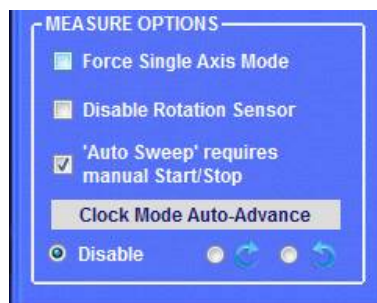 MEASURE OPTIONS
Force Single Axis Mode
Disable Rotation Sensor
'Auto Sweep' requires
manual Start/Stop
Clock Mode Auto-Advance
Disable